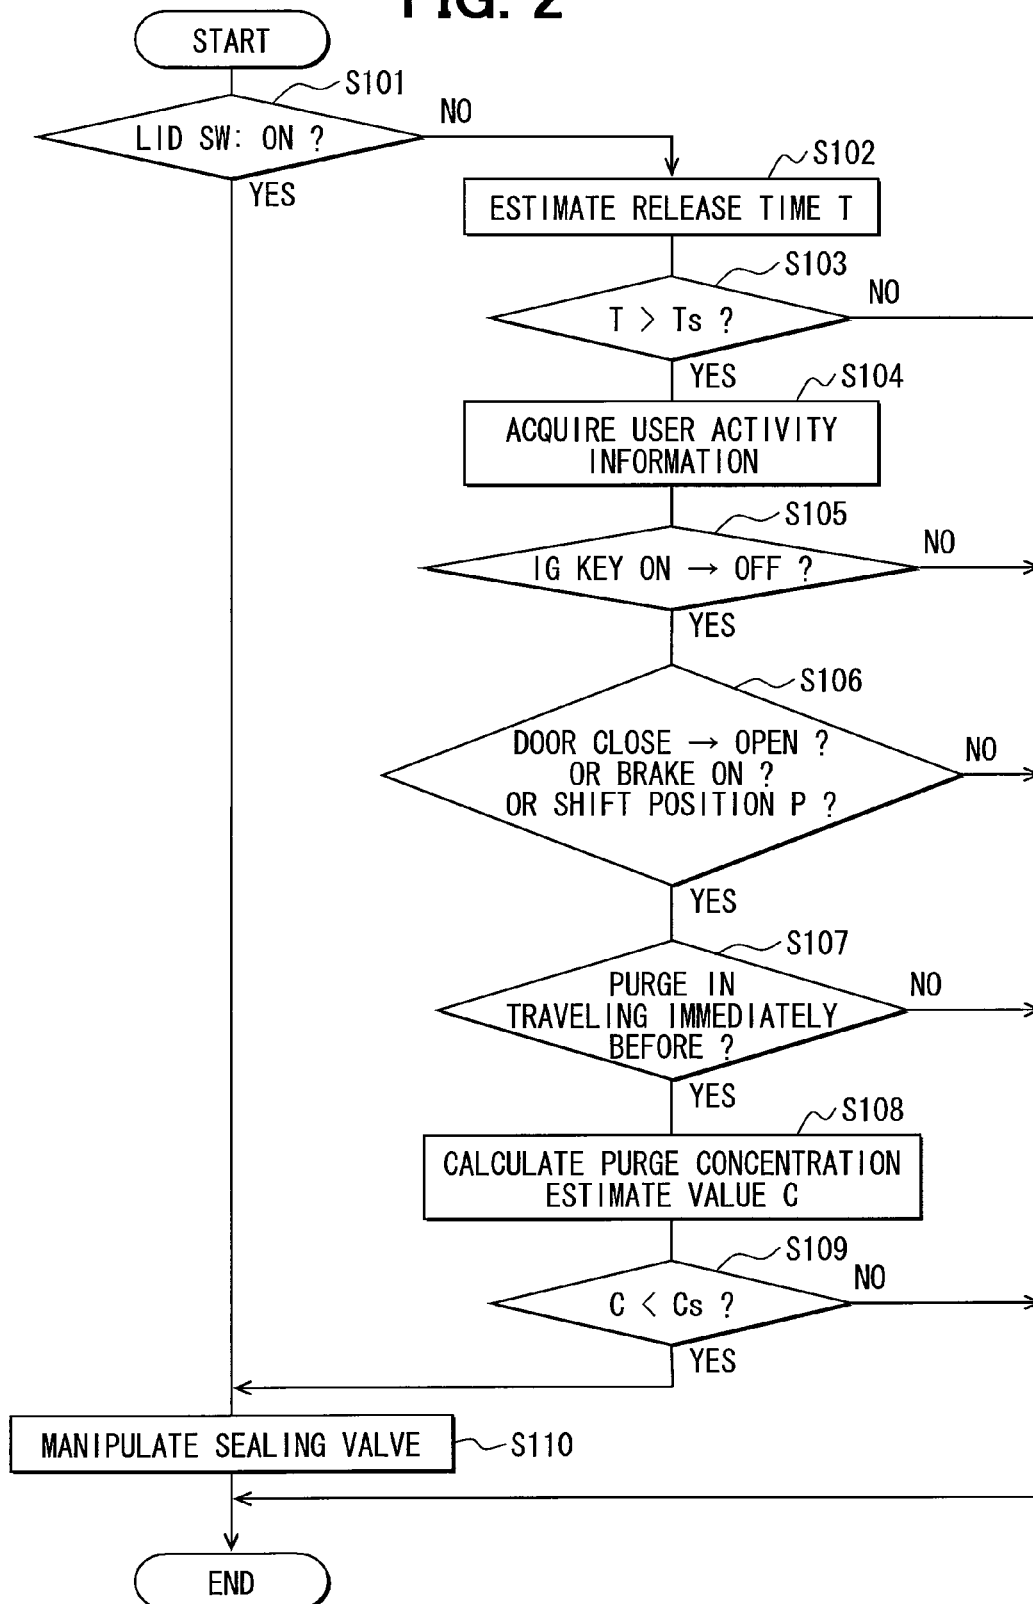 FIG. 2
START
S101
LID SW: ON ?
NO
YES
S102
ESTIMATE RELEASE TIME T
S103
T > Ts ?
NO
YES
S104
ACQUIRE USER ACTIVITY
INFORMATION
S105
IG KEY ON → OFF ?
NO
YES
S106
DOOR CLOSE → OPEN ?
OR BRAKE ON ?
OR SHIFT POSITION P ?
NO
YES
S107
PURGE IN
TRAVELING IMMEDIATELY
BEFORE ?
NO
YES
S108
CALCULATE PURGE CONCENTRATION
ESTIMATE VALUE C
S109
C < Cs ?
NO
YES
MANIPULATE SEALING VALVE
S110
END